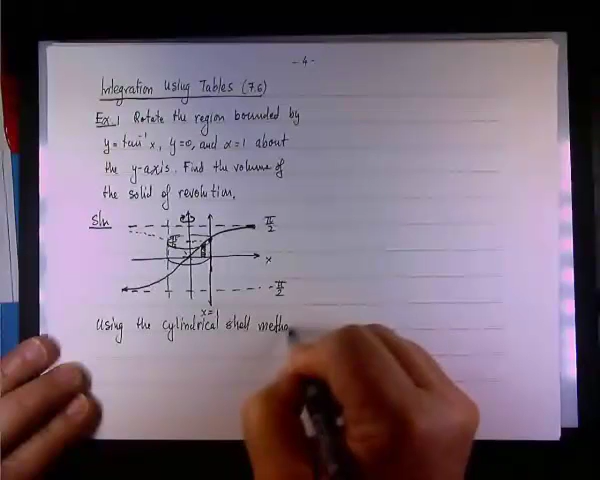 - 4 -
Integration Using Tables (7.6)
Ex. 1 Rotate the region bounded by
y = tan⁻¹ x, y=0, and x = 1 about
the y-axis. Find the volume of
the solid of revolution.
Sln
π/2
x
-π/2
x=1
Using the cylindrical shell metho